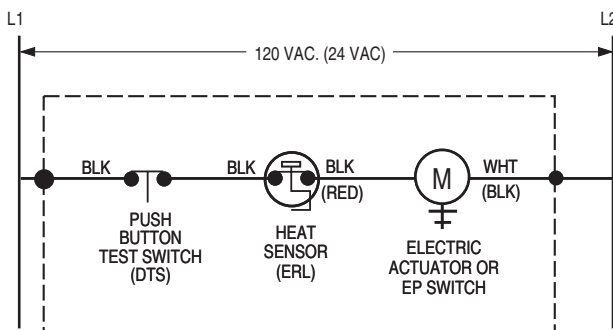 L1
L2
120 VAC. (24 VAC)
BLK
BLK
BLK
(RED)
M
WHT
(BLK)
PUSH
BUTTON
TEST SWITCH
(DTS)
HEAT
SENSOR
(ERL)
ELECTRIC
ACTUATOR OR
EP SWITCH